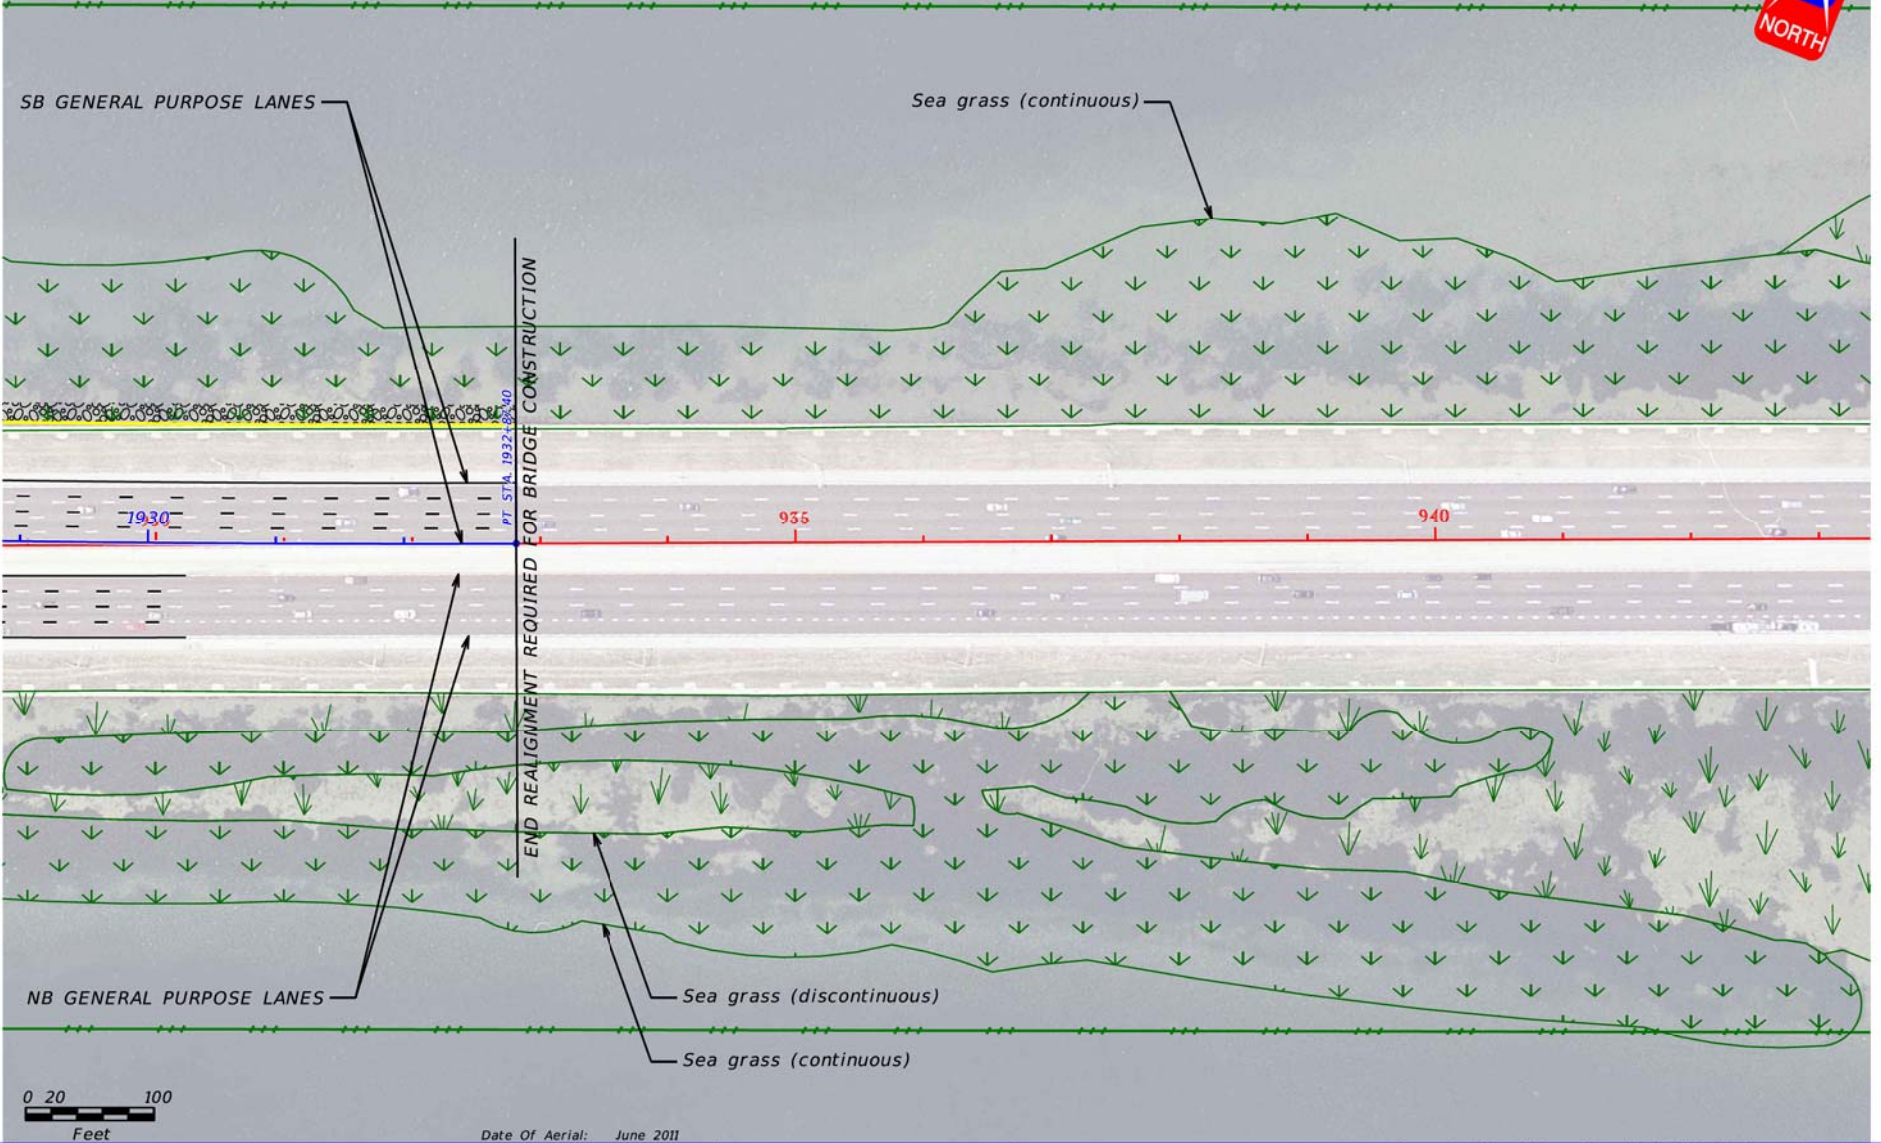 NORTH
SB GENERAL PURPOSE LANES
Sea grass (continuous)
END REALIGNMENT REQUIRED FOR BRIDGE CONSTRUCTION
PT STA. 1932+
1930
935
940
NB GENERAL PURPOSE LANES
Sea grass (discontinuous)
Sea grass (continuous)
0 20 100
Feet
Date Of Aerial: June 2011